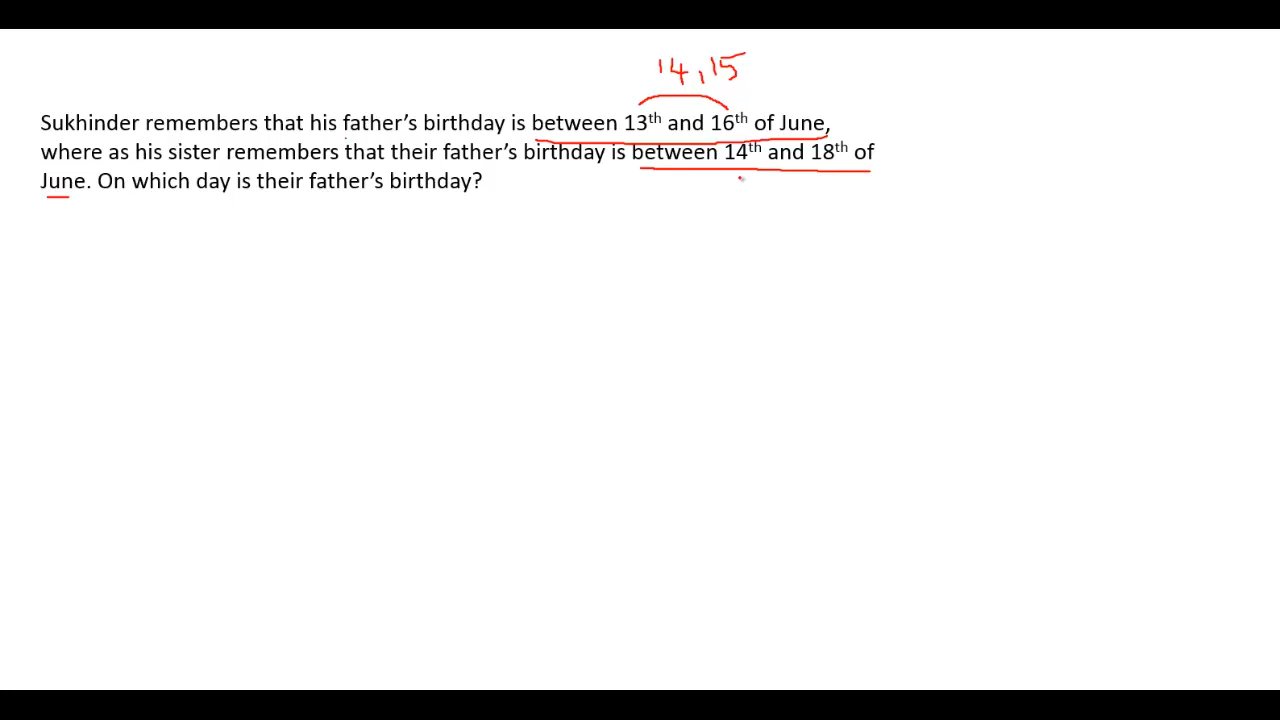 14,15
Sukhinder remembers that his father’s birthday is between 13th and 16th of June,
where as his sister remembers that their father’s birthday is between 14th and 18th of
June. On which day is their father’s birthday?